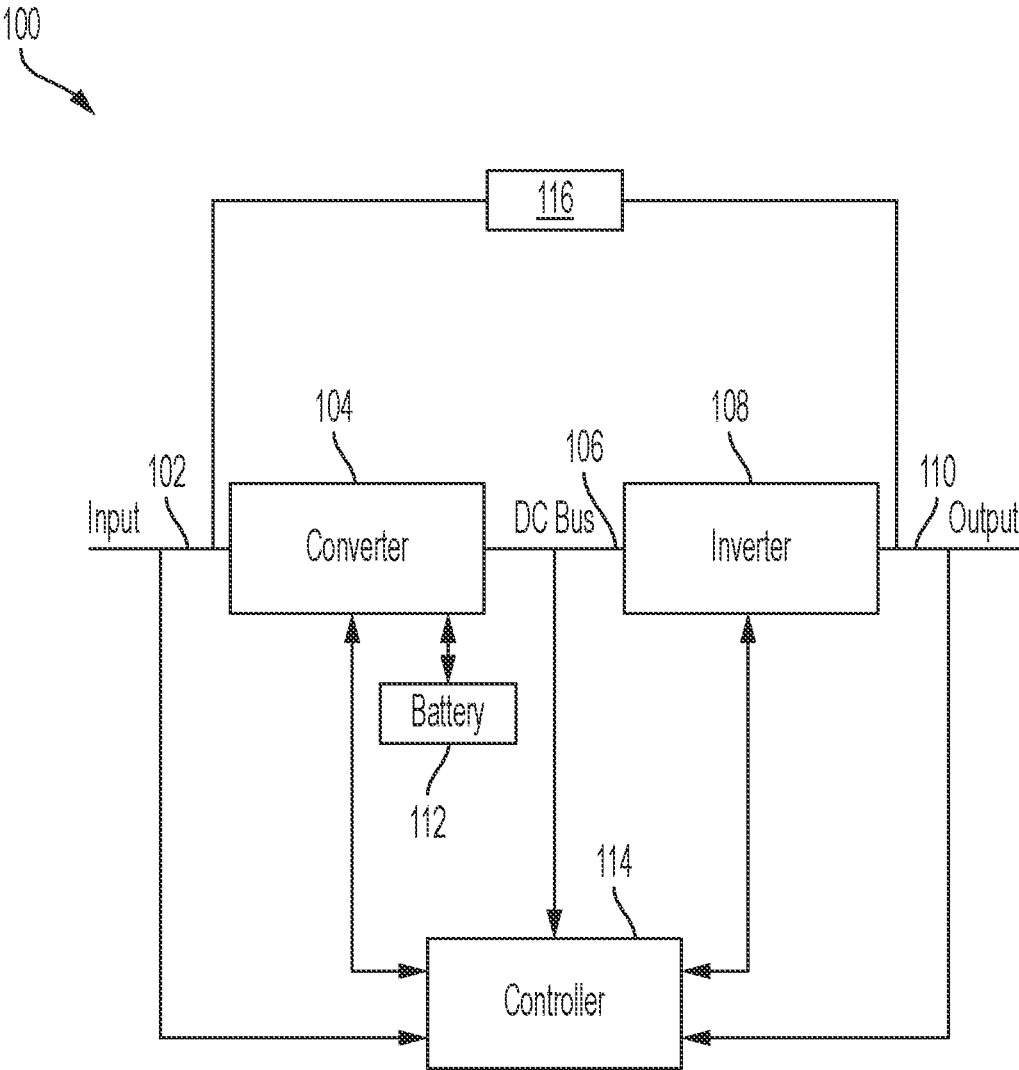 100
116
104
108
102
106
110
Input
DC Bus
Output
Converter
Inverter
Battery
112
114
Controller